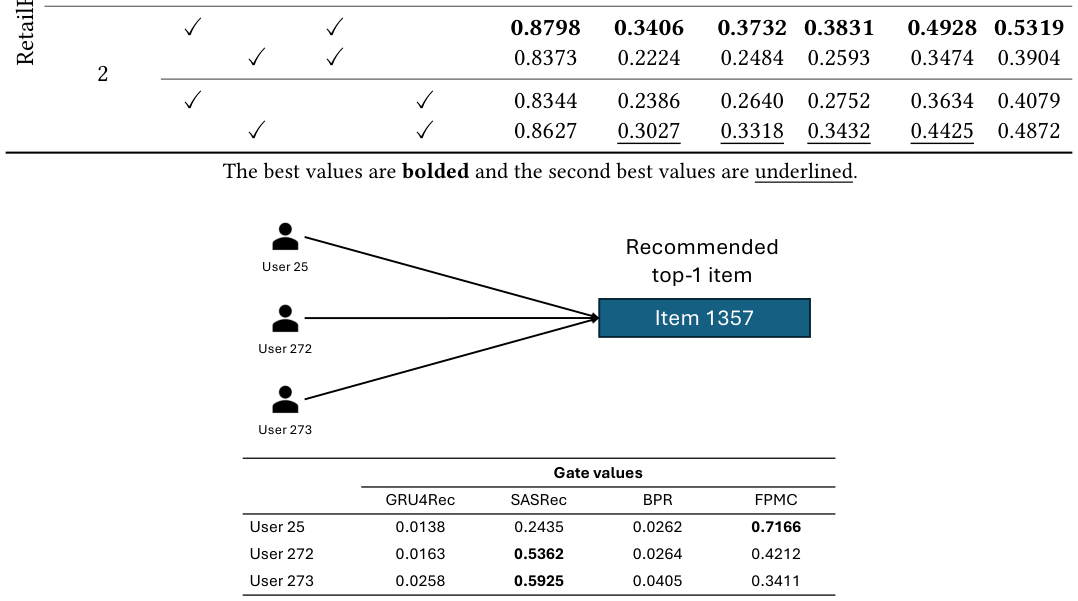 ✓ ✓ 0.8798 0.3406 0.3732 0.3831 0.4928 0.5319
✓ ✓ 0.8373 0.2224 0.2484 0.2593 0.3474 0.3904
2
✓ ✓ 0.8344 0.2386 0.2640 0.2752 0.3634 0.4079
✓ ✓ 0.8627 0.3027 0.3318 0.3432 0.4425 0.4872
The best values are bolded and the second best values are underlined.
User 25
User 272
User 273
Recommended
top-1 item
Item 1357
Gate values
GRU4Rec SASRec BPR FPMC
User 25 0.0138 0.2435 0.0262 0.7166
User 272 0.0163 0.5362 0.0264 0.4212
User 273 0.0258 0.5925 0.0405 0.3411